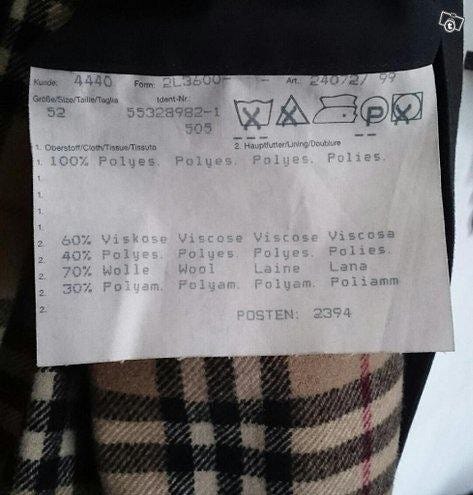 Kunde: 4440 Form: 2L3600- - Art. 240/2/ 99
Größe/Size/Taille/Taglia Ident-Nr.
52 55328982-1
505
P
1. Oberstoff/Cloth/Tissue/Tissuto 2. Hauptfutter/Lining/Doublure
1. 100% Polyes. Polyes. Polyes. Polies.
1.
1.
1.
2. 60% Viskose Viscose Viscose Viscosa
2. 40% Polyes. Polyes. Polyes. Polies.
2. 70% Wolle Wool Laine Lana
2. 30% Polyam. Polyam. Polyam. Poliamm
2. POSTEN: 2394